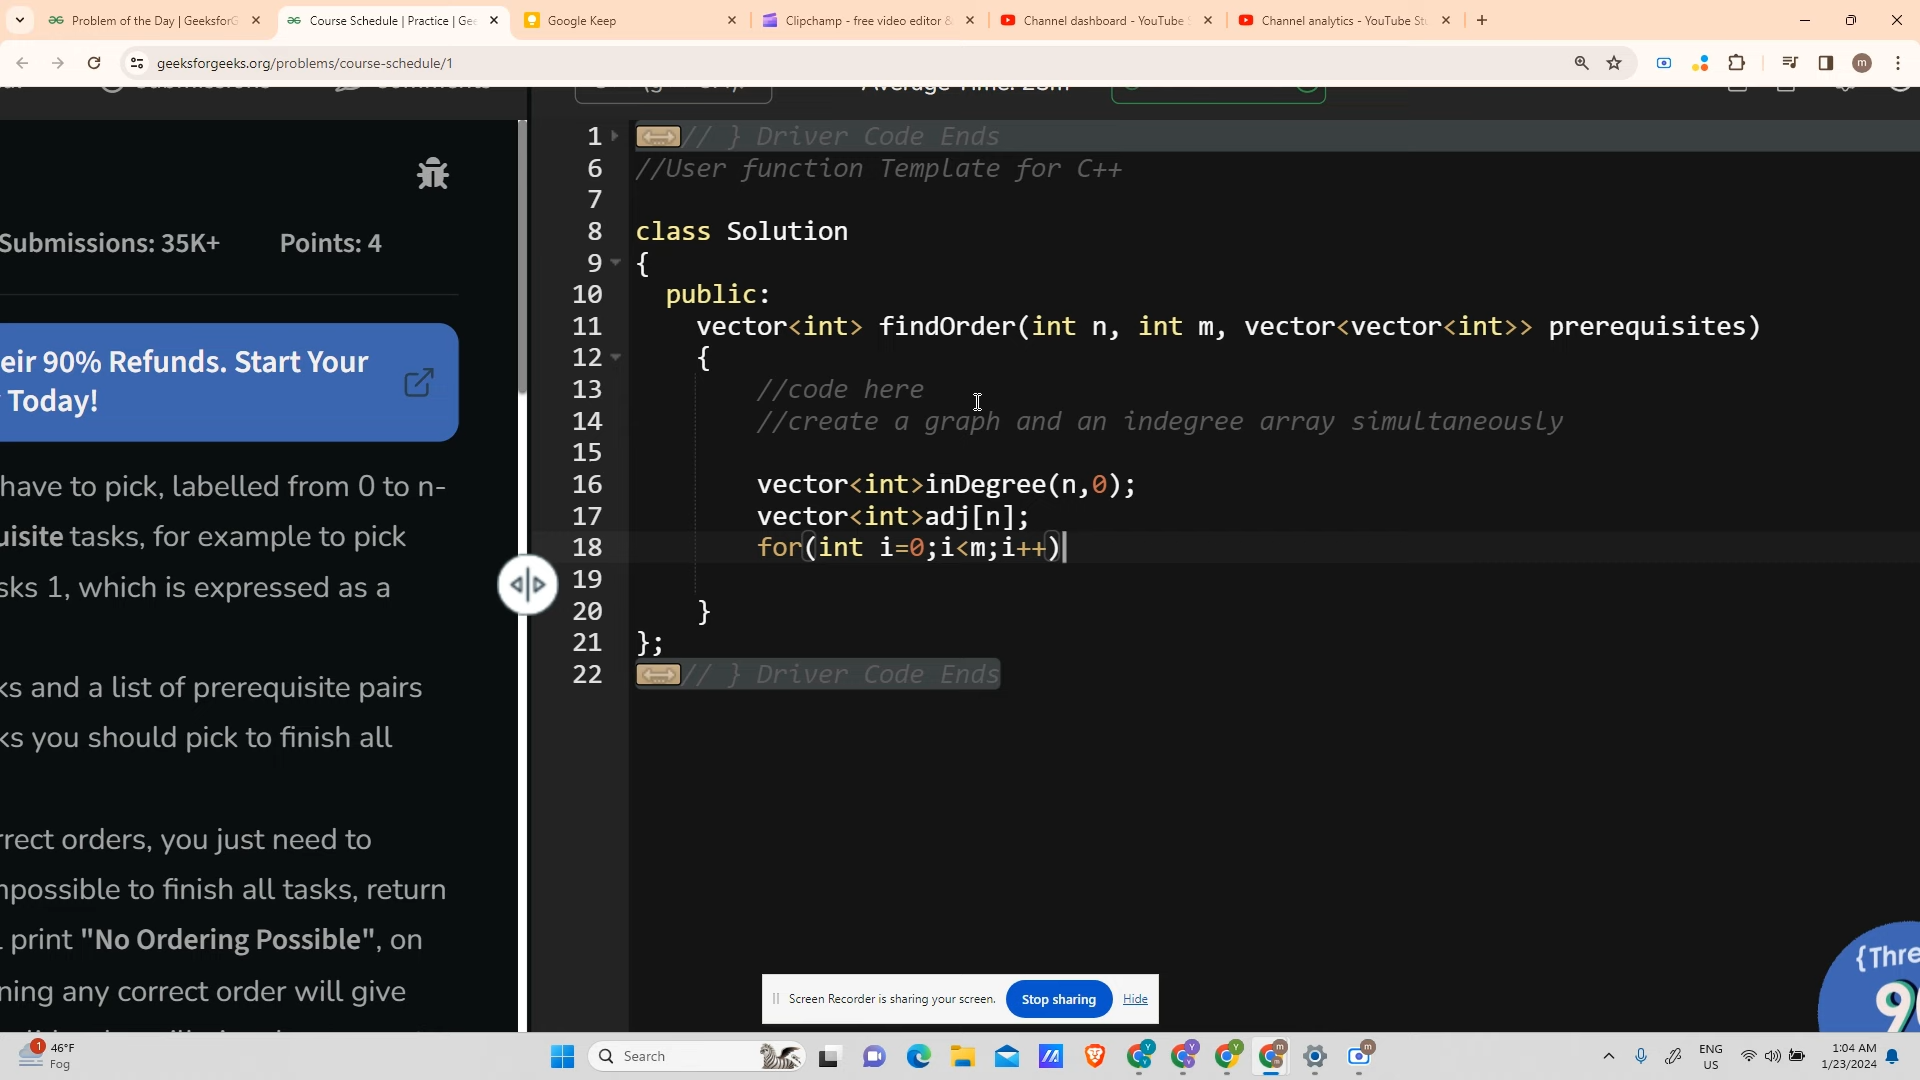 Problem of the Day | GeeksforG
Course Schedule | Practice | Gee
Google Keep
Clipchamp - free video editor &
Channel dashboard - YouTube S
Channel analytics - YouTube Stu
geeksforgeeks.org/problems/course-schedule/1
m
Submissions: 35K+ Points: 4
eir 90% Refunds. Start Your
Today!
have to pick, labelled from 0 to n-
uisite tasks, for example to pick
sks 1, which is expressed as a
ks and a list of prerequisite pairs
ks you should pick to finish all
rrect orders, you just need to
mpossible to finish all tasks, return
print "No Ordering Possible", on
ning any correct order will give
1 // } Driver Code Ends
6 //User function Template for C++
7
8 class Solution
9 {
10 public:
11 vector<int> findOrder(int n, int m, vector<vector<int>> prerequisites)
12 {
13 //code here
14 //create a graph and an indegree array simultaneously
15
16 vector<int>inDegree(n,0);
17 vector<int>adj[n];
18 for(int i=0;i<m;i++)
19
20 }
21 };
22 // } Driver Code Ends
{Thre
90
Screen Recorder is sharing your screen. Stop sharing Hide
1
46°F
Fog
Search
ENG
US
1:04 AM
1/23/2024